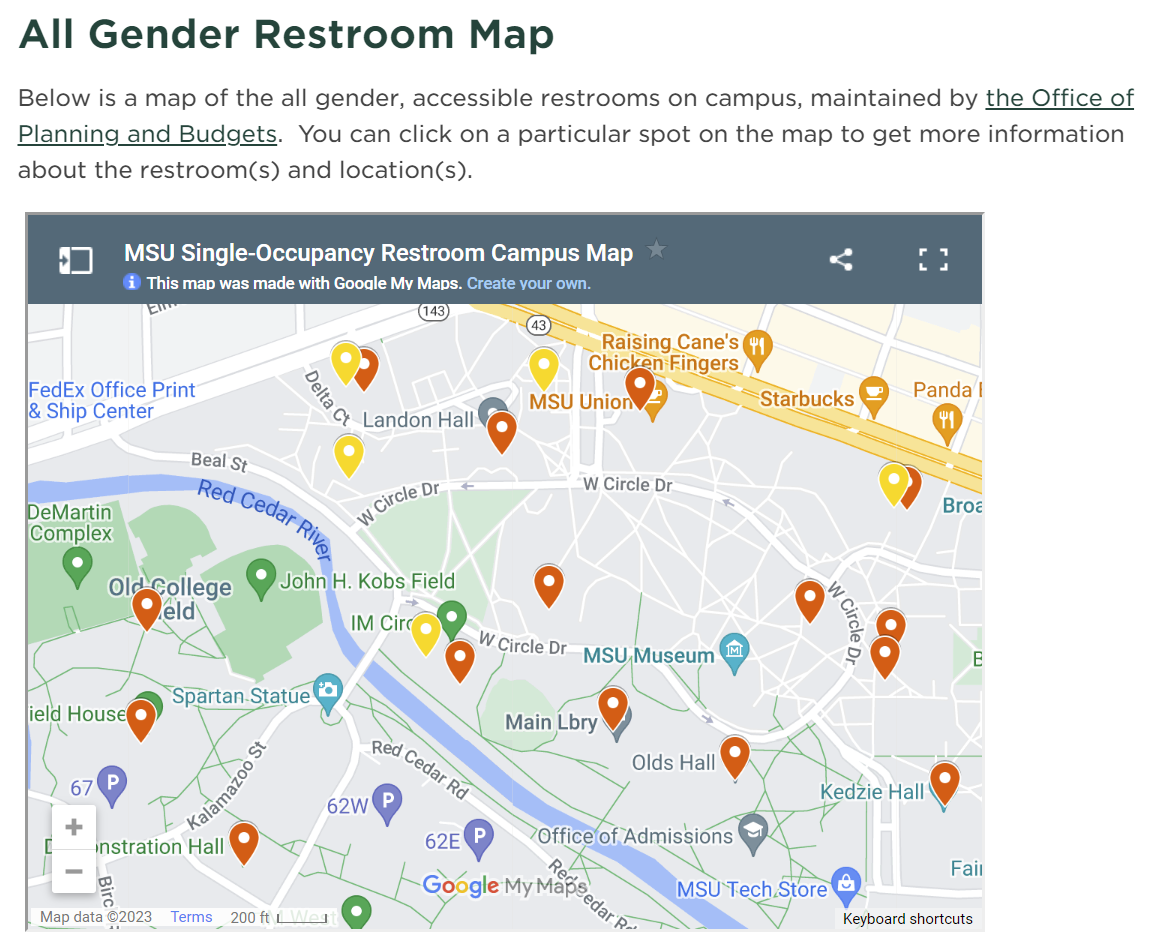 All Gender Restroom Map
Below is a map of the all gender, accessible restrooms on campus, maintained by the Office of
Planning and Budgets.  You can click on a particular spot on the map to get more information
about the restroom(s) and location(s).
MSU Single-Occupancy Restroom Campus Map
This map was made with Google My Maps. Create your own.
143
43
Raising Cane's
Chicken Fingers
FedEx Office Print
& Ship Center
Delta Ct
MSU Union
Starbucks
Panda
Landon Hall
Beal St
W Circle Dr
W Circle Dr
Red Cedar River
DeMartin
Complex
Old College
Field
John H. Kobs Field
IM Circ
W Circle Dr
W Circle Dr
MSU Museum
Spartan Statue
ield House
Main Lbry
Olds Hall
Red Cedar Rd
Kalamazoo St
67 P
62W P
Kedzie Hall
62E P
Office of Admissions
D nstration Hall
Google My Maps
Red Cedar Rd
MSU Tech Store
+
−
Map data ©2023 Terms 200 ft
Keyboard shortcuts